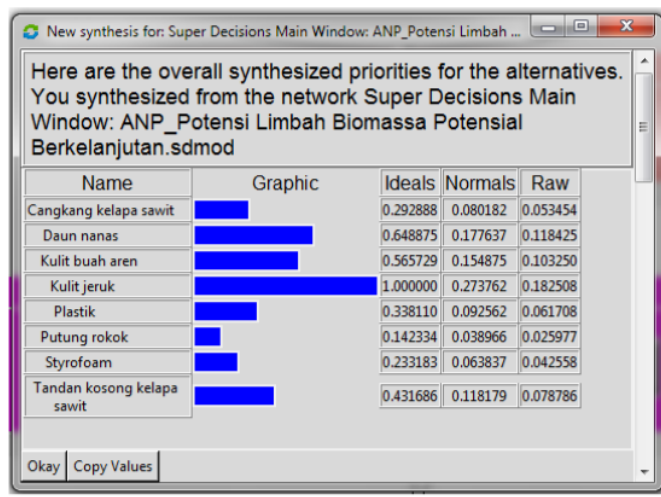 New synthesis for: Super Decisions Main Window: ANP_Potensi Limbah ...
Here are the overall synthesized priorities for the alternatives.
You synthesized from the network Super Decisions Main
Window: ANP_Potensi Limbah Biomassa Potensial
Berkelanjutan.sdmod
Name Graphic Ideals Normals Raw
Cangkang kelapa sawit 0.292888 0.080182 0.053454
Daun nanas 0.648875 0.177637 0.118425
Kulit buah aren 0.565729 0.154875 0.103250
Kulit jeruk 1.000000 0.273762 0.182508
Plastik 0.338110 0.092562 0.061708
Putung rokok 0.142334 0.038966 0.025977
Styrofoam 0.233183 0.063837 0.042558
Tandan kosong kelapa
sawit 0.431686 0.118179 0.078786
Okay Copy Values